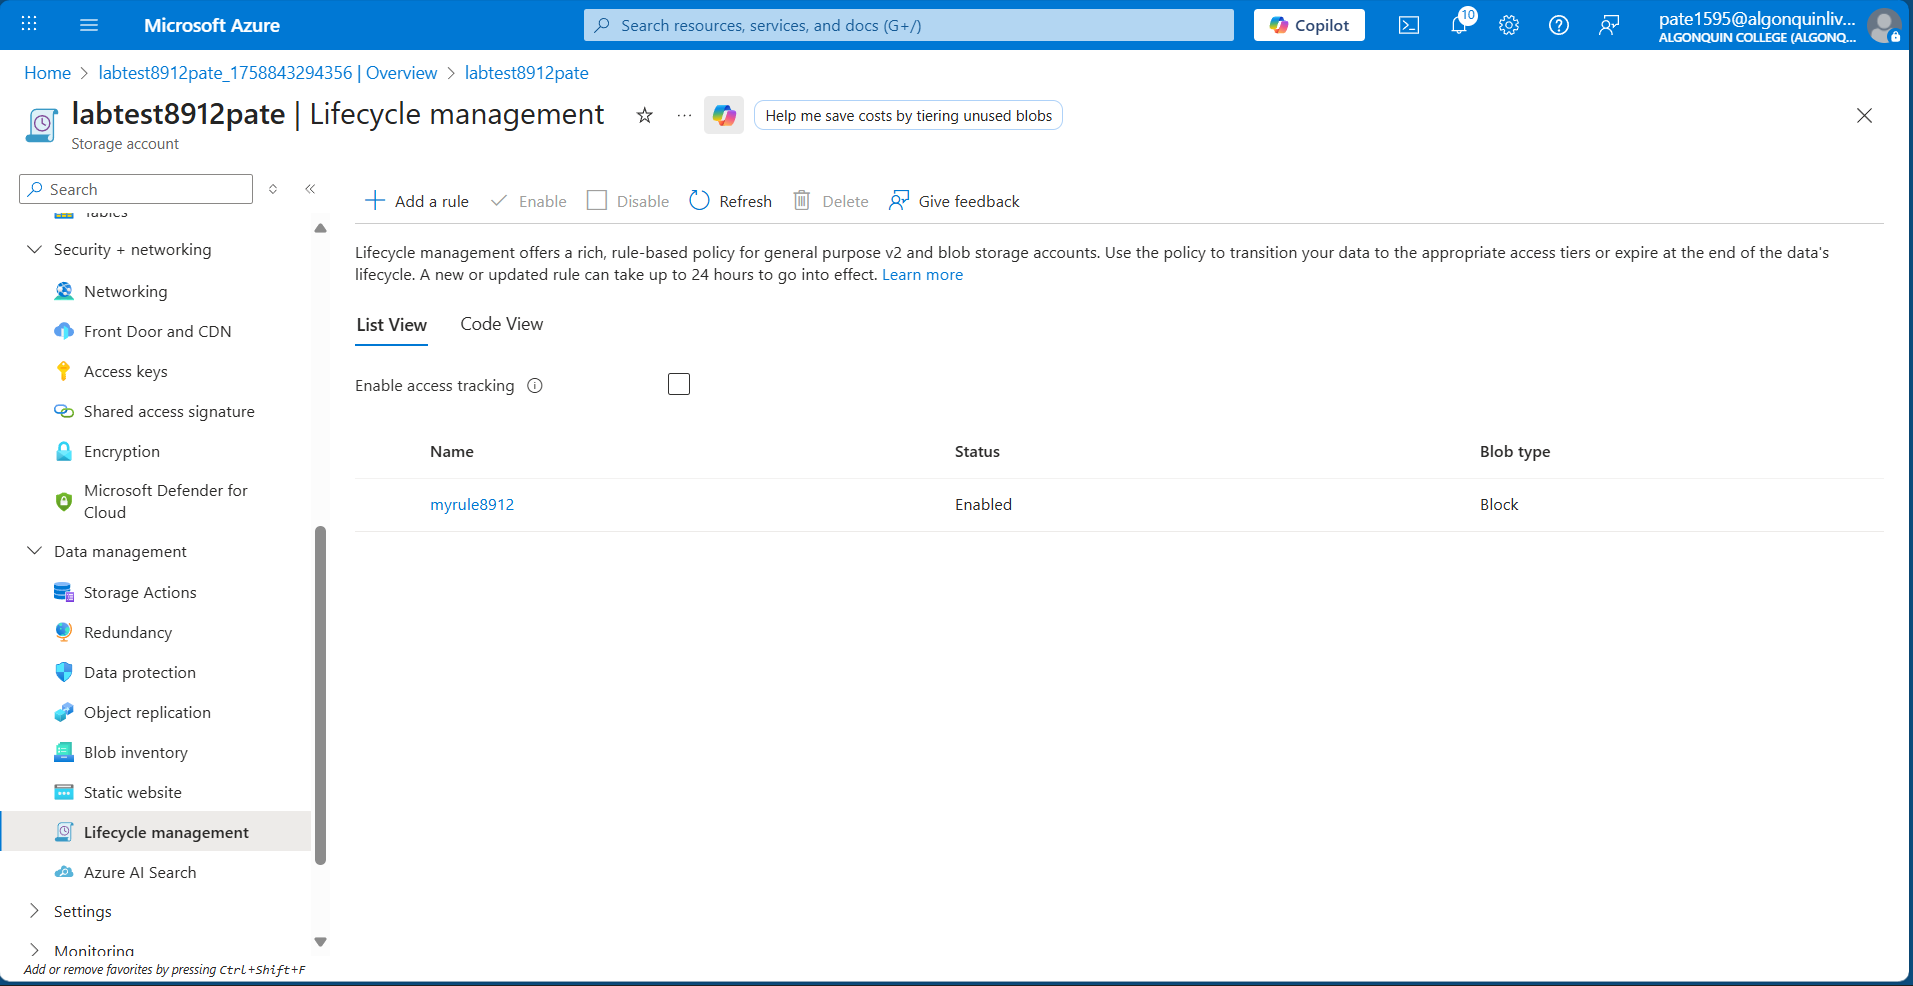 Microsoft Azure
Search resources, services, and docs (G+/)
Copilot
10
pate1595@algonquinliv...
ALGONQUIN COLLEGE (ALGONQ...
Home > labtest8912pate_1758843294356 | Overview > labtest8912pate
labtest8912pate | Lifecycle management
Help me save costs by tiering unused blobs
Storage account
Search
Add a rule
Enable
Disable
Refresh
Delete
Give feedback
Lifecycle management offers a rich, rule-based policy for general purpose v2 and blob storage accounts. Use the policy to transition your data to the appropriate access tiers or expire at the end of the data's
lifecycle. A new or updated rule can take up to 24 hours to go into effect. Learn more
List View
Code View
Enable access tracking
Name Status Blob type
myrule8912 Enabled Block
Tables
Security + networking
Networking
Front Door and CDN
Access keys
Shared access signature
Encryption
Microsoft Defender for
Cloud
Data management
Storage Actions
Redundancy
Data protection
Object replication
Blob inventory
Static website
Lifecycle management
Azure AI Search
Settings
Monitoring
Add or remove favorites by pressing Ctrl+Shift+F